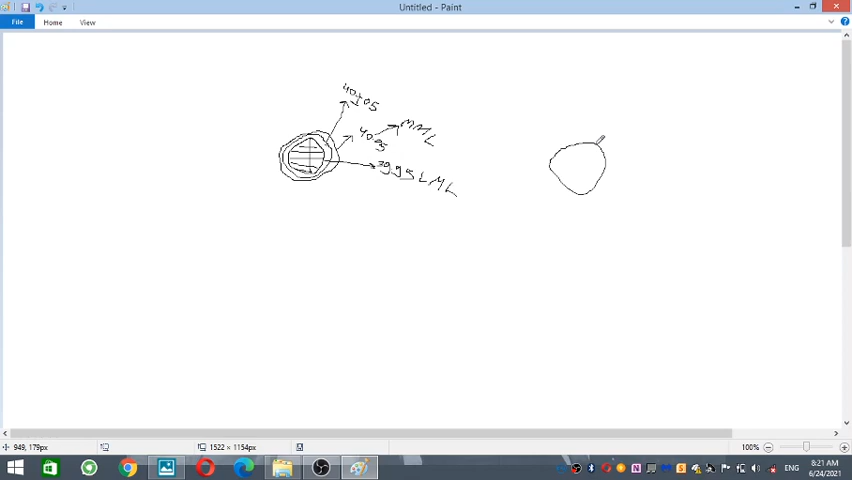 Untitled - Paint
File Home View
40±05
40.05
MML
39.95 LML
949, 179px
1522 × 1154px
100%
ENG
8:21 AM
6/24/2021